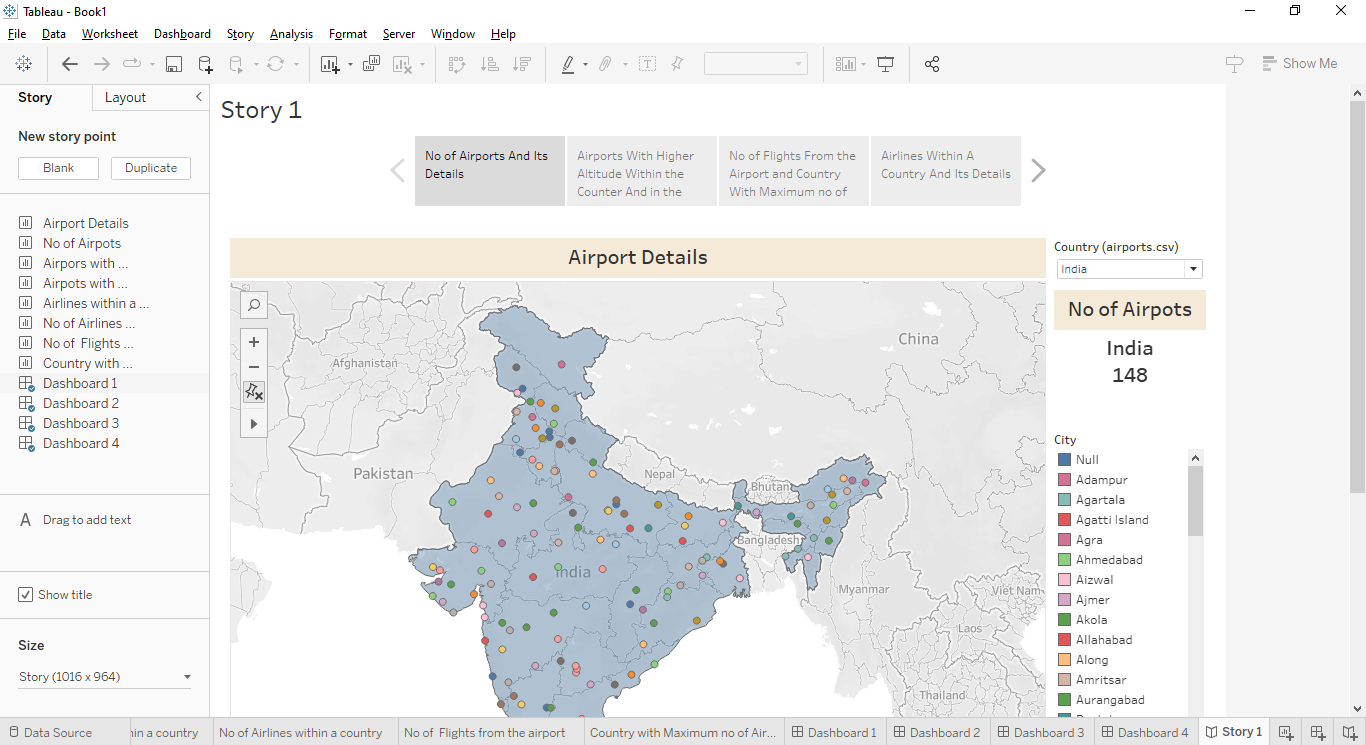 Tableau - Book1
File Data Worksheet Dashboard Story Analysis Format Server Window Help
Show Me
Story Layout
New story point
Blank Duplicate
Airport Details
No of Airpots
Airpors with ...
Airpots with ...
Airlines within a ...
No of Airlines ...
No of Flights ...
Country with ...
Dashboard 1
Dashboard 2
Dashboard 3
Dashboard 4
A Drag to add text
Show title
Size
Story (1016 x 964)
Story 1
No of Airports And Its
Details
Airports With Higher
Altitude Within the
Counter And in the
No of Flights From the
Airport and Country
With Maximum no of
Airlines Within A
Country And Its Details
Airport Details
Afghanistan
China
Pakistan
Nepal
Bhutan
Bangladesh
India
Myanmar
Viet Nam
Laos
Thailand
Country (airports.csv)
India
No of Airpots
India
148
City
Null
Adampur
Agartala
Agatti Island
Agra
Ahmedabad
Aizwal
Ajmer
Akola
Allahabad
Along
Amritsar
Aurangabad
Data Source
hin a country
No of Airlines within a country
No of Flights from the airport
Country with Maximum no of Air...
Dashboard 1
Dashboard 2
Dashboard 3
Dashboard 4
Story 1